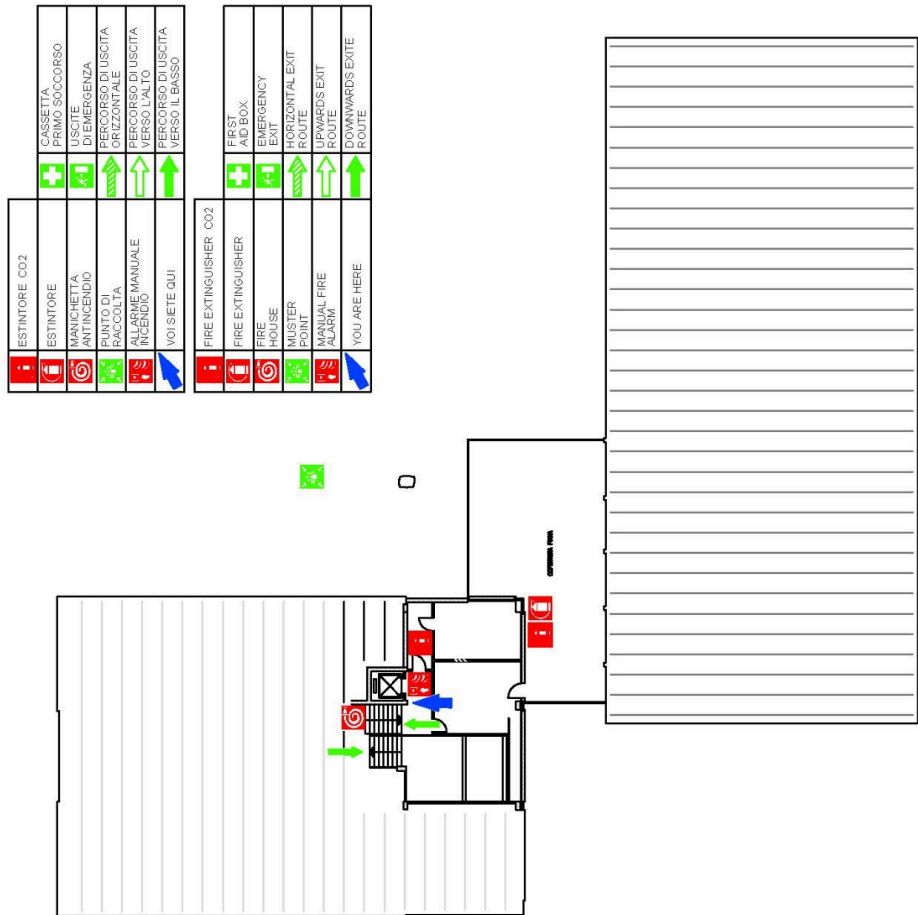 ESTINTORE CO2
ESTINTORE
CASSETTA
PRIMO SOCCORSO
MANICHETTA
ANTINCENDIO
USCITE
DI EMERGENZA
PUNTO DI
RACCOLTA
PERCORSO DI USCITA
ORIZZONTALE
ALLARME MANUALE
INCENDIO
PERCORSO DI USCITA
VERSO L'ALTO
VOI SIETE QUI
PERCORSO DI USCITA
VERSO IL BASSO
FIRE EXTINGUISHER CO2
FIRE EXTINGUISHER
FIRST
AID BOX
FIRE
HOUSE
EMERGENCY
EXIT
MUSTER
POINT
HORIZONTAL EXIT
ROUTE
MANUAL FIRE
ALARM
UPWARDS EXIT
ROUTE
YOU ARE HERE
DOWNWARDS EXITE
ROUTE